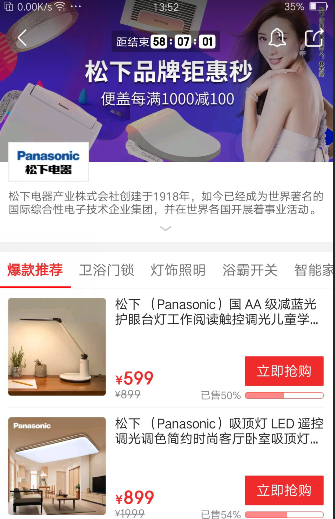 0.00K/s 13:52 35%
距结束 58:07:01
松下品牌钜惠秒
便盖每满1000减100
Panasonic
松下电器
松下电器产业株式会社创建于1918年，如今已经成为世界著名的
国际综合性电子技术企业集团，并在世界各国开展着事业活动。
爆款推荐 卫浴门锁 灯饰照明 浴霸开关 智能家
松下 （Panasonic）国 AA 级减蓝光
护眼台灯工作阅读触控调光儿童学...
¥599
¥899
立即抢购
已售50%
Panasonic
松下 （Panasonic）吸顶灯 LED 遥控
调光调色简约时尚客厅卧室吸顶灯...
¥899
¥1999
立即抢购
已售54%